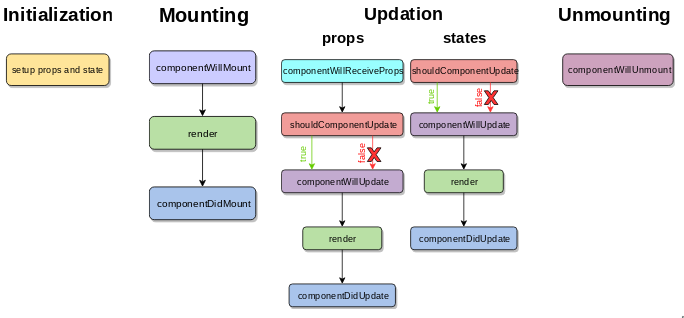 Initialization
Mounting
Updation
Unmounting
props
states
setup props and state
componentWillMount
render
componentDidMount
componentWillReceiveProps
shouldComponentUpdate
true
false
componentWillUpdate
render
componentDidUpdate
shouldComponentUpdate
true
false
componentWillUpdate
render
componentDidUpdate
componentWillUnmount